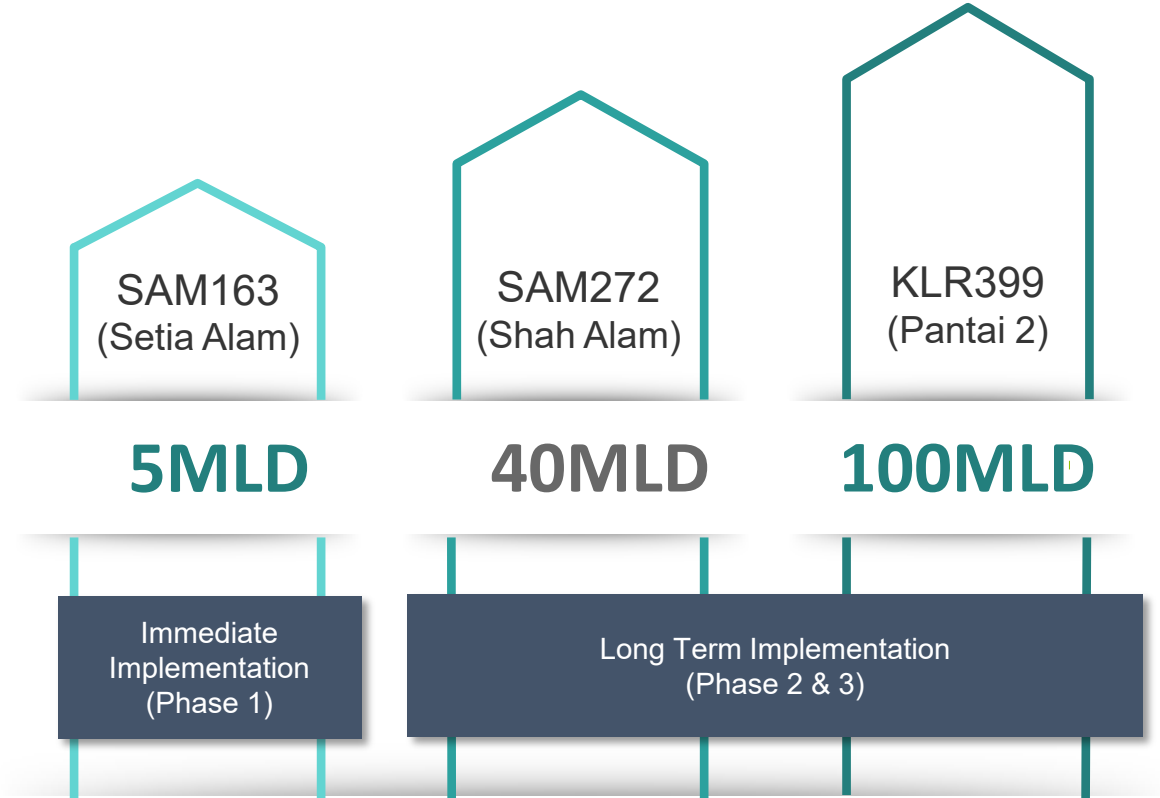 SAM163
(Setia Alam)
SAM272
(Shah Alam)
KLR399
(Pantai 2)
5MLD
40MLD
100MLD
Immediate
Implementation
(Phase 1)
Long Term Implementation
(Phase 2 & 3)